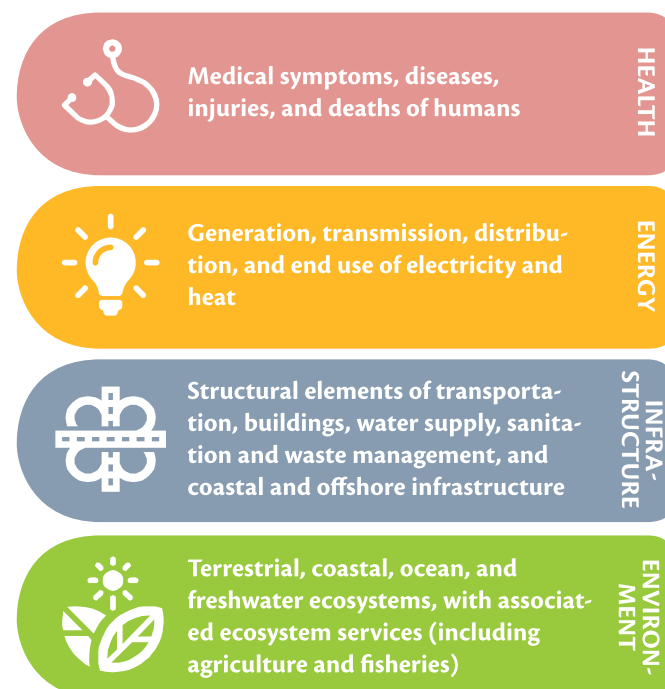 Medical symptoms, diseases,
injuries, and deaths of humans
HEALTH
Generation, transmission, distribu-
tion, and end use of electricity and
heat
ENERGY
Structural elements of transporta-
tion, buildings, water supply, sanita-
tion and waste management, and
coastal and offshore infrastructure
INFRA-
STRUCTURE
Terrestrial, coastal, ocean, and
freshwater ecosystems, with associat-
ed ecosystem services (including
agriculture and fisheries)
ENVIRON-
MENT